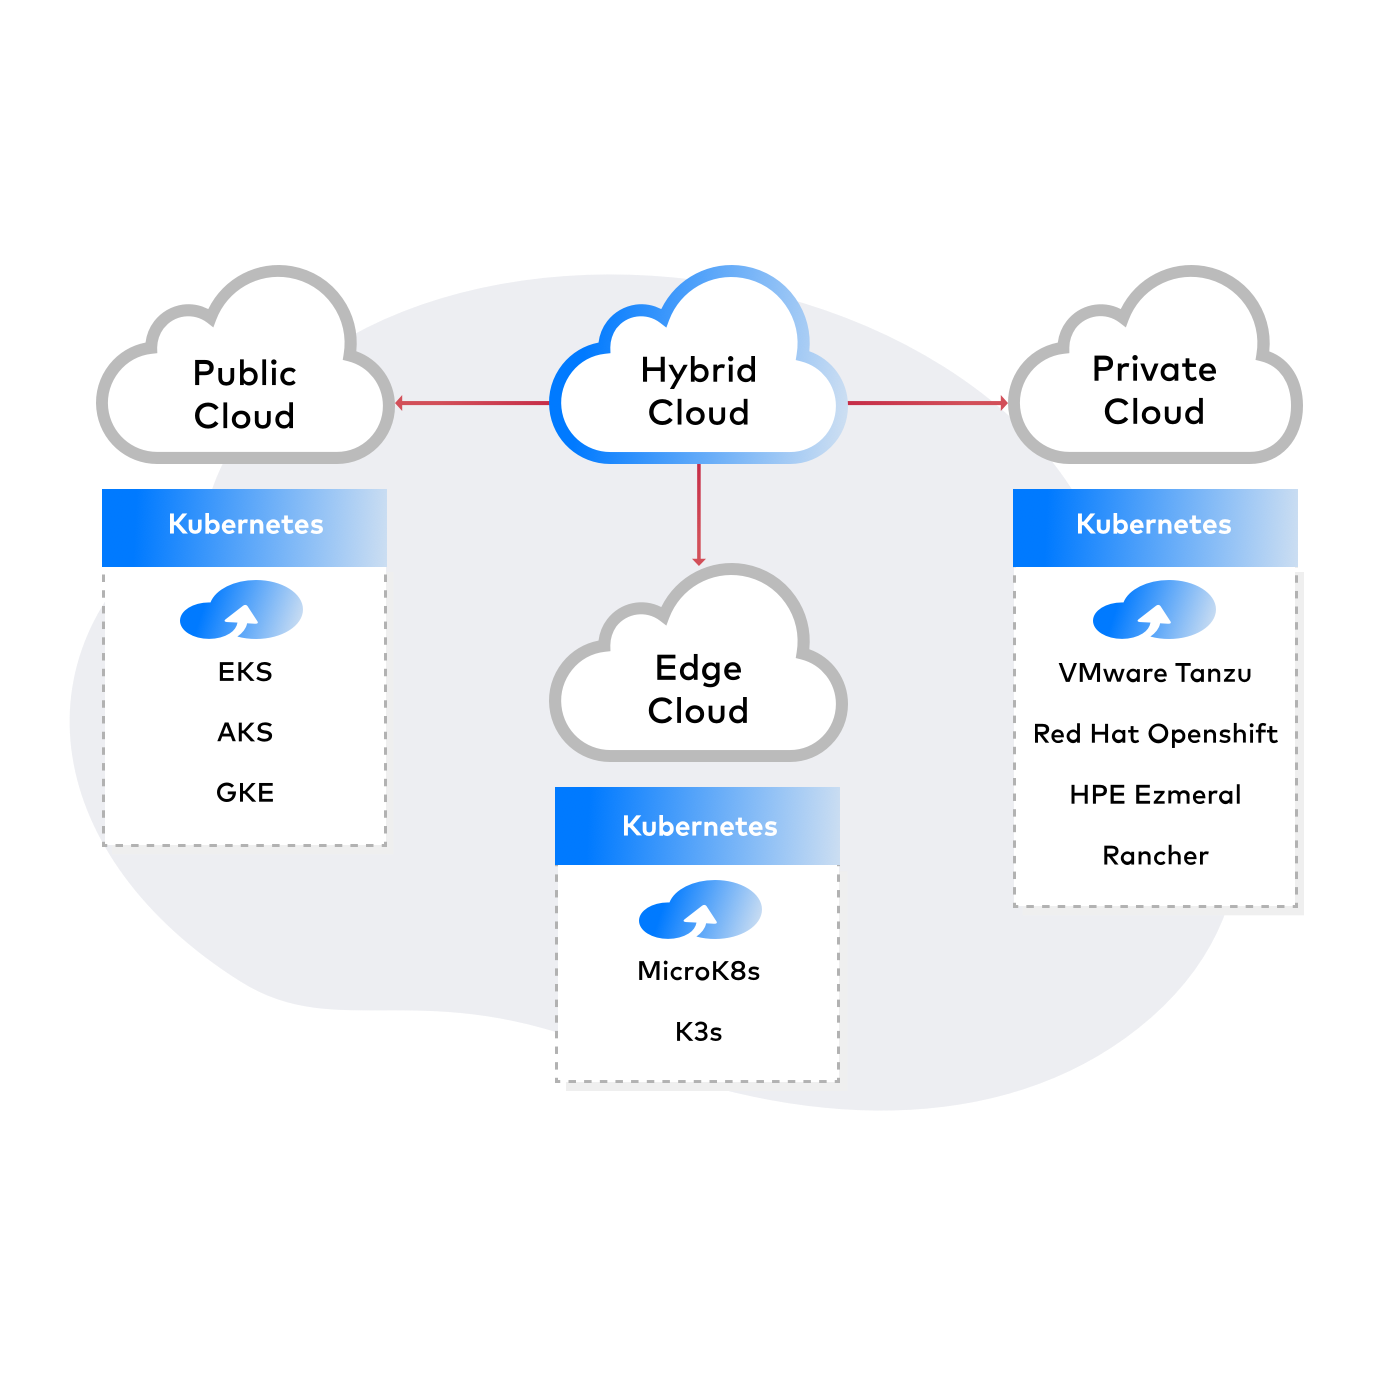 Public
Cloud
Hybrid
Cloud
Private
Cloud
Kubernetes
EKS
AKS
GKE
Edge
Cloud
Kubernetes
MicroK8s
K3s
Kubernetes
VMware Tanzu
Red Hat Openshift
HPE Ezmeral
Rancher